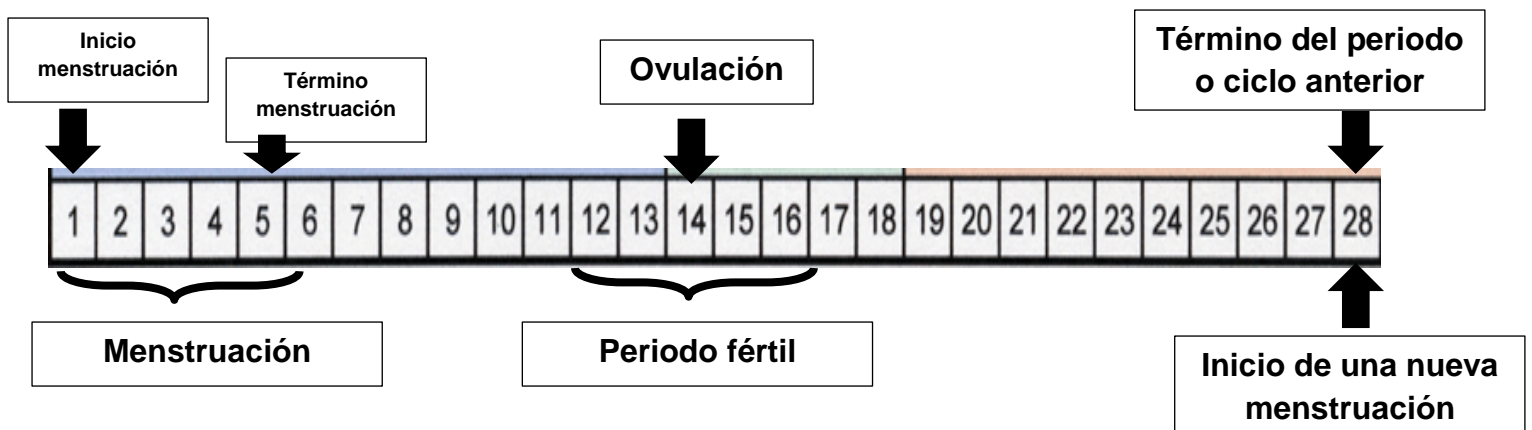 Inicio
menstruación
Término
menstruación
Ovulación
Término del periodo
o ciclo anterior
1 2 3 4 5 6 7 8 9 10 11 12 13 14 15 16 17 18 19 20 21 22 23 24 25 26 27 28
Menstruación
Periodo fértil
Inicio de una nueva
menstruación